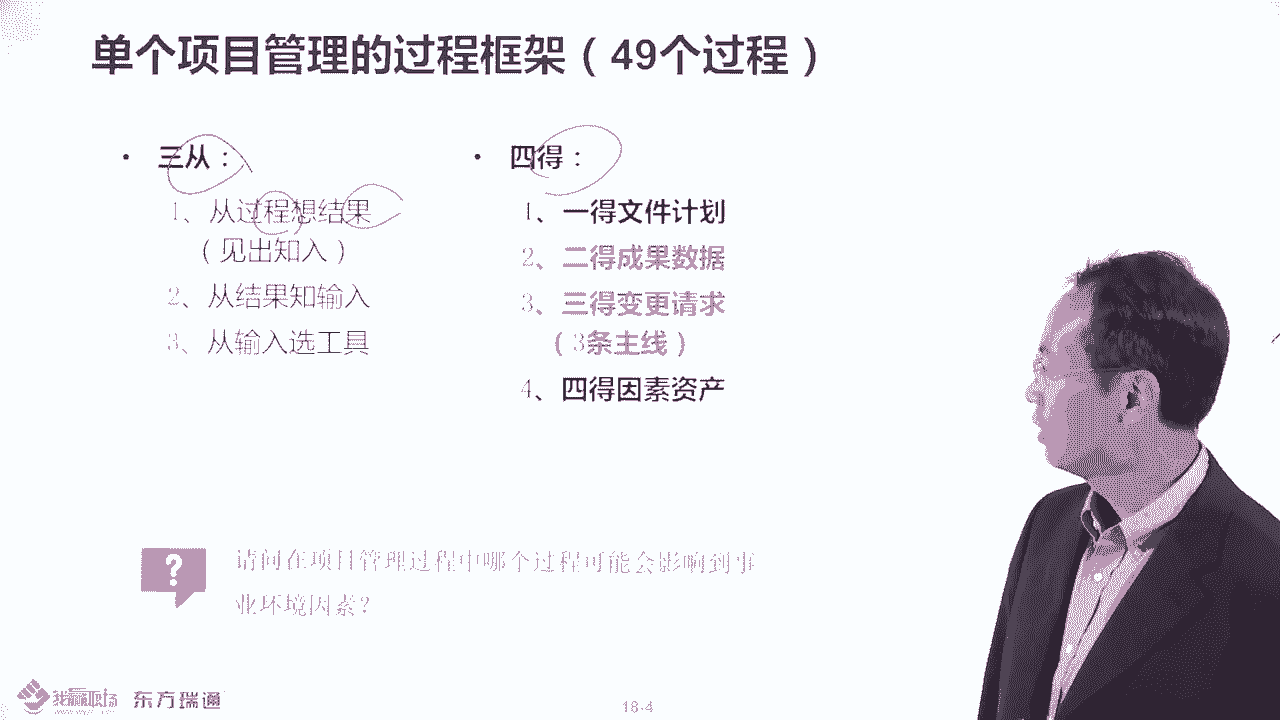 单个项目管理的过程框架（49个过程）
• 三从：
1、从过程想结果
（见出知入）
2、从结果知输入
3、从输入选工具
• 四得：
1、一得文件计划
2、二得成果数据
3、三得变更请求
（3条主线）
4、四得因素资产
?
请问在项目管理过程中哪个过程可能会影响到事
业环境因素？
东方瑞通
18-4